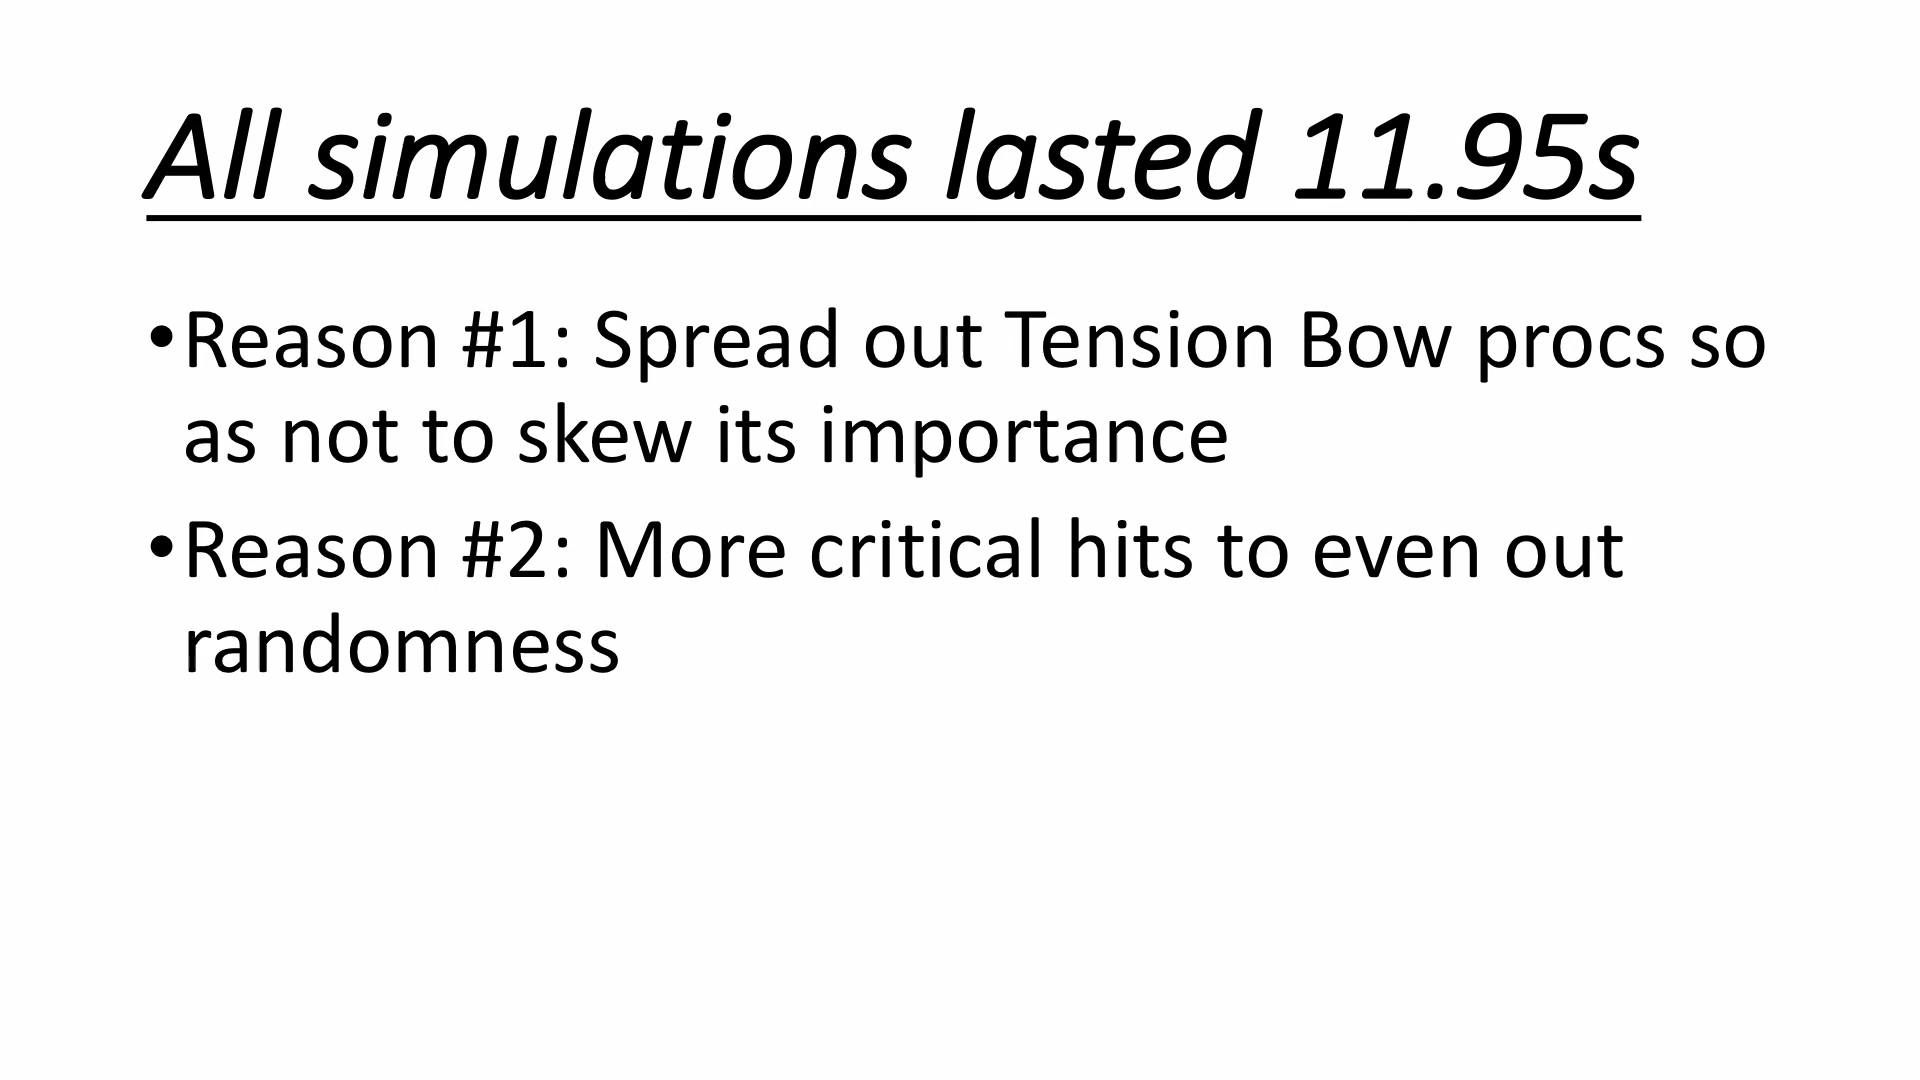 All simulations lasted 11.95s
•Reason #1: Spread out Tension Bow procs so
as not to skew its importance
•Reason #2: More critical hits to even out
randomness